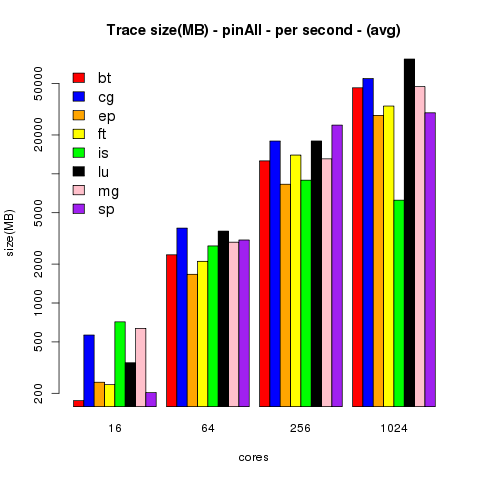 Trace size(MB) - pinAll - per second - (avg)
bt
cg
ep
ft
is
lu
mg
sp
50000
20000
5000
2000
1000
500
200
size(MB)
16 64 256 1024
cores